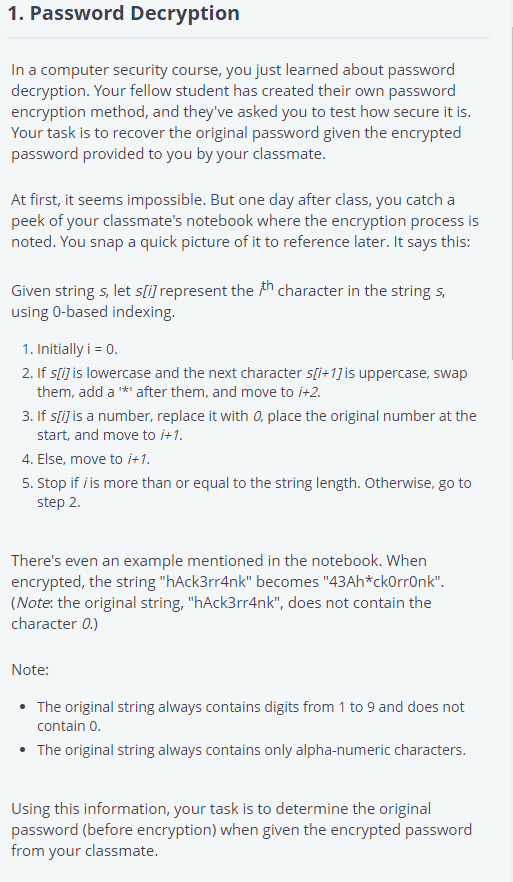 1. Password Decryption
In a computer security course, you just learned about password
decryption. Your fellow student has created their own password
encryption method, and they've asked you to test how secure it is.
Your task is to recover the original password given the encrypted
password provided to you by your classmate.
At first, it seems impossible. But one day after class, you catch a
peek of your classmate's notebook where the encryption process is
noted. You snap a quick picture of it to reference later. It says this:
Given string s, let s[i] represent the ith character in the string s,
using 0-based indexing.
1. Initially i = 0.
2. If s[i] is lowercase and the next character s[i+1] is uppercase, swap
them, add a '*' after them, and move to i+2.
3. If s[i] is a number, replace it with 0, place the original number at the
start, and move to i+1.
4. Else, move to i+1.
5. Stop if i is more than or equal to the string length. Otherwise, go to
step 2.
There's even an example mentioned in the notebook. When
encrypted, the string "hAck3rr4nk" becomes "43Ah*ck0rr0nk".
(Note: the original string, "hAck3rr4nk", does not contain the
character 0.)
Note:
• The original string always contains digits from 1 to 9 and does not
contain 0.
• The original string always contains only alpha-numeric characters.
Using this information, your task is to determine the original
password (before encryption) when given the encrypted password
from your classmate.